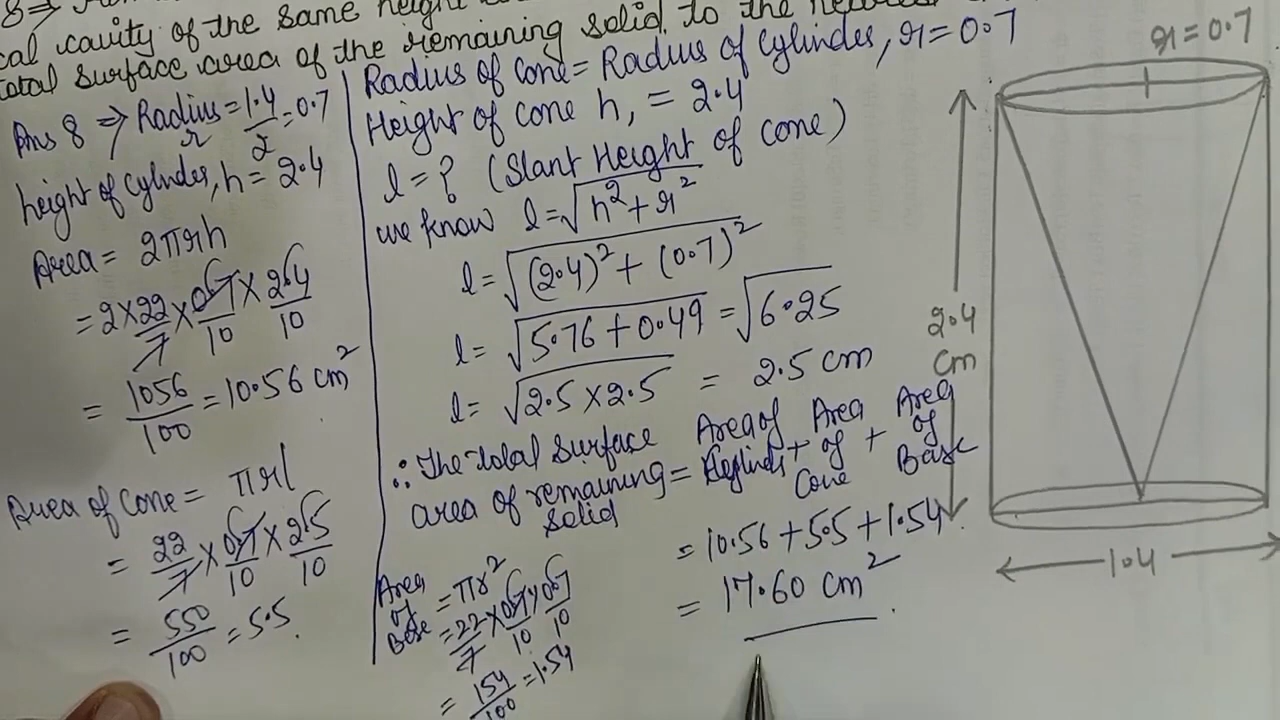 8⇒
cal cavity of the same height
total surface area of the remaining solid to the
Ans 8 ⇒ Radius = 1.4/2 = 0.7
r
height of cylinder, h = 2.4
Area = 2πrh
= 2 × 22/7 × 0.7/10 × 2.4/10
= 1056/100 = 10.56 cm²
Area of cone = πrl
= 22/7 × 0.7/10 × 2.5/10
= 550/100 = 5.5
Radius of cone = Radius of cylinder, r = 0.7
Height of cone h, = 2.4
l = ? (Slant Height of cone)
we know l = √h² + r²
l = √(2.4)² + (0.7)²
l = √5.76 + 0.49 = √6.25
l = √2.5 × 2.5 = 2.5 cm
∴ The total surface area of remaining solid = Area of cylinder + Area of Cone + Area of Base
= 10.56 + 5.5 + 1.54
= 17.60 cm²
Area of Base = πr²
= 22/7 × 0.7/10 × 0.7/10
= 154/100 = 1.54
r = 0.7
2.4
cm
1.4